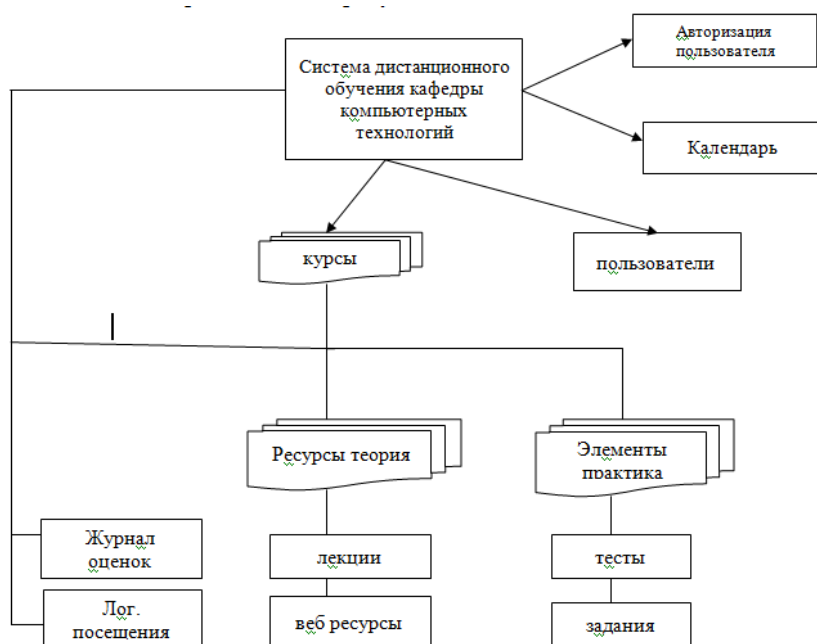 Авторизация
пользователя
Система дистанционного
обучения кафедры
компьютерных
технологий
Календарь
курсы
пользователи
Ресурсы теория
Элементы
практика
Журнал
оценок
лекции
тесты
Лог.
посещения
веб ресурсы
задания